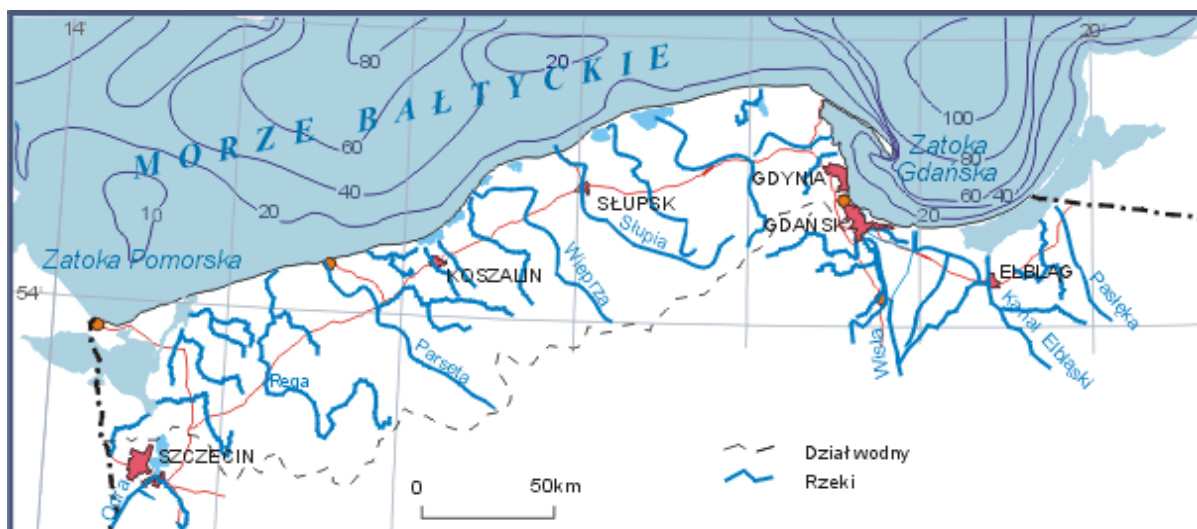 14°
20°
80
20
MORZE BAŁTYCKIE
100
60
Zatoka
Gdańska
80
60
40
40
20
20
10
GDYNIA
SŁUPSK
GDAŃSK
Słupia
Zatoka Pomorska
KOSZALIN
Wieprza
ELBLĄG
Pasłęka
54°
Kanał Elbląski
Wisła
Parsęta
Rega
SZCZECIN
Odra
Dział wodny
Rzeki
0
50km